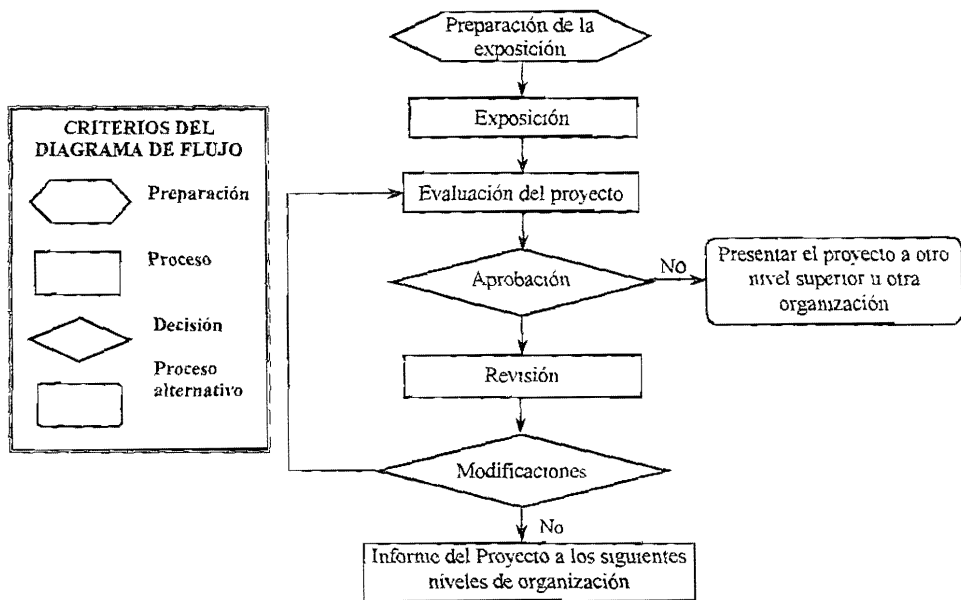 Preparación de la
exposición
Exposición
CRITERIOS DEL
DIAGRAMA DE FLUJO
Preparación
Proceso
Decisión
Proceso
alternativo
Evaluación del proyecto
Aprobación
No
Presentar el proyecto a otro
nivel superior u otra
organización
Revisión
Modificaciones
No
Informe del Proyecto a los siguientes
niveles de organización